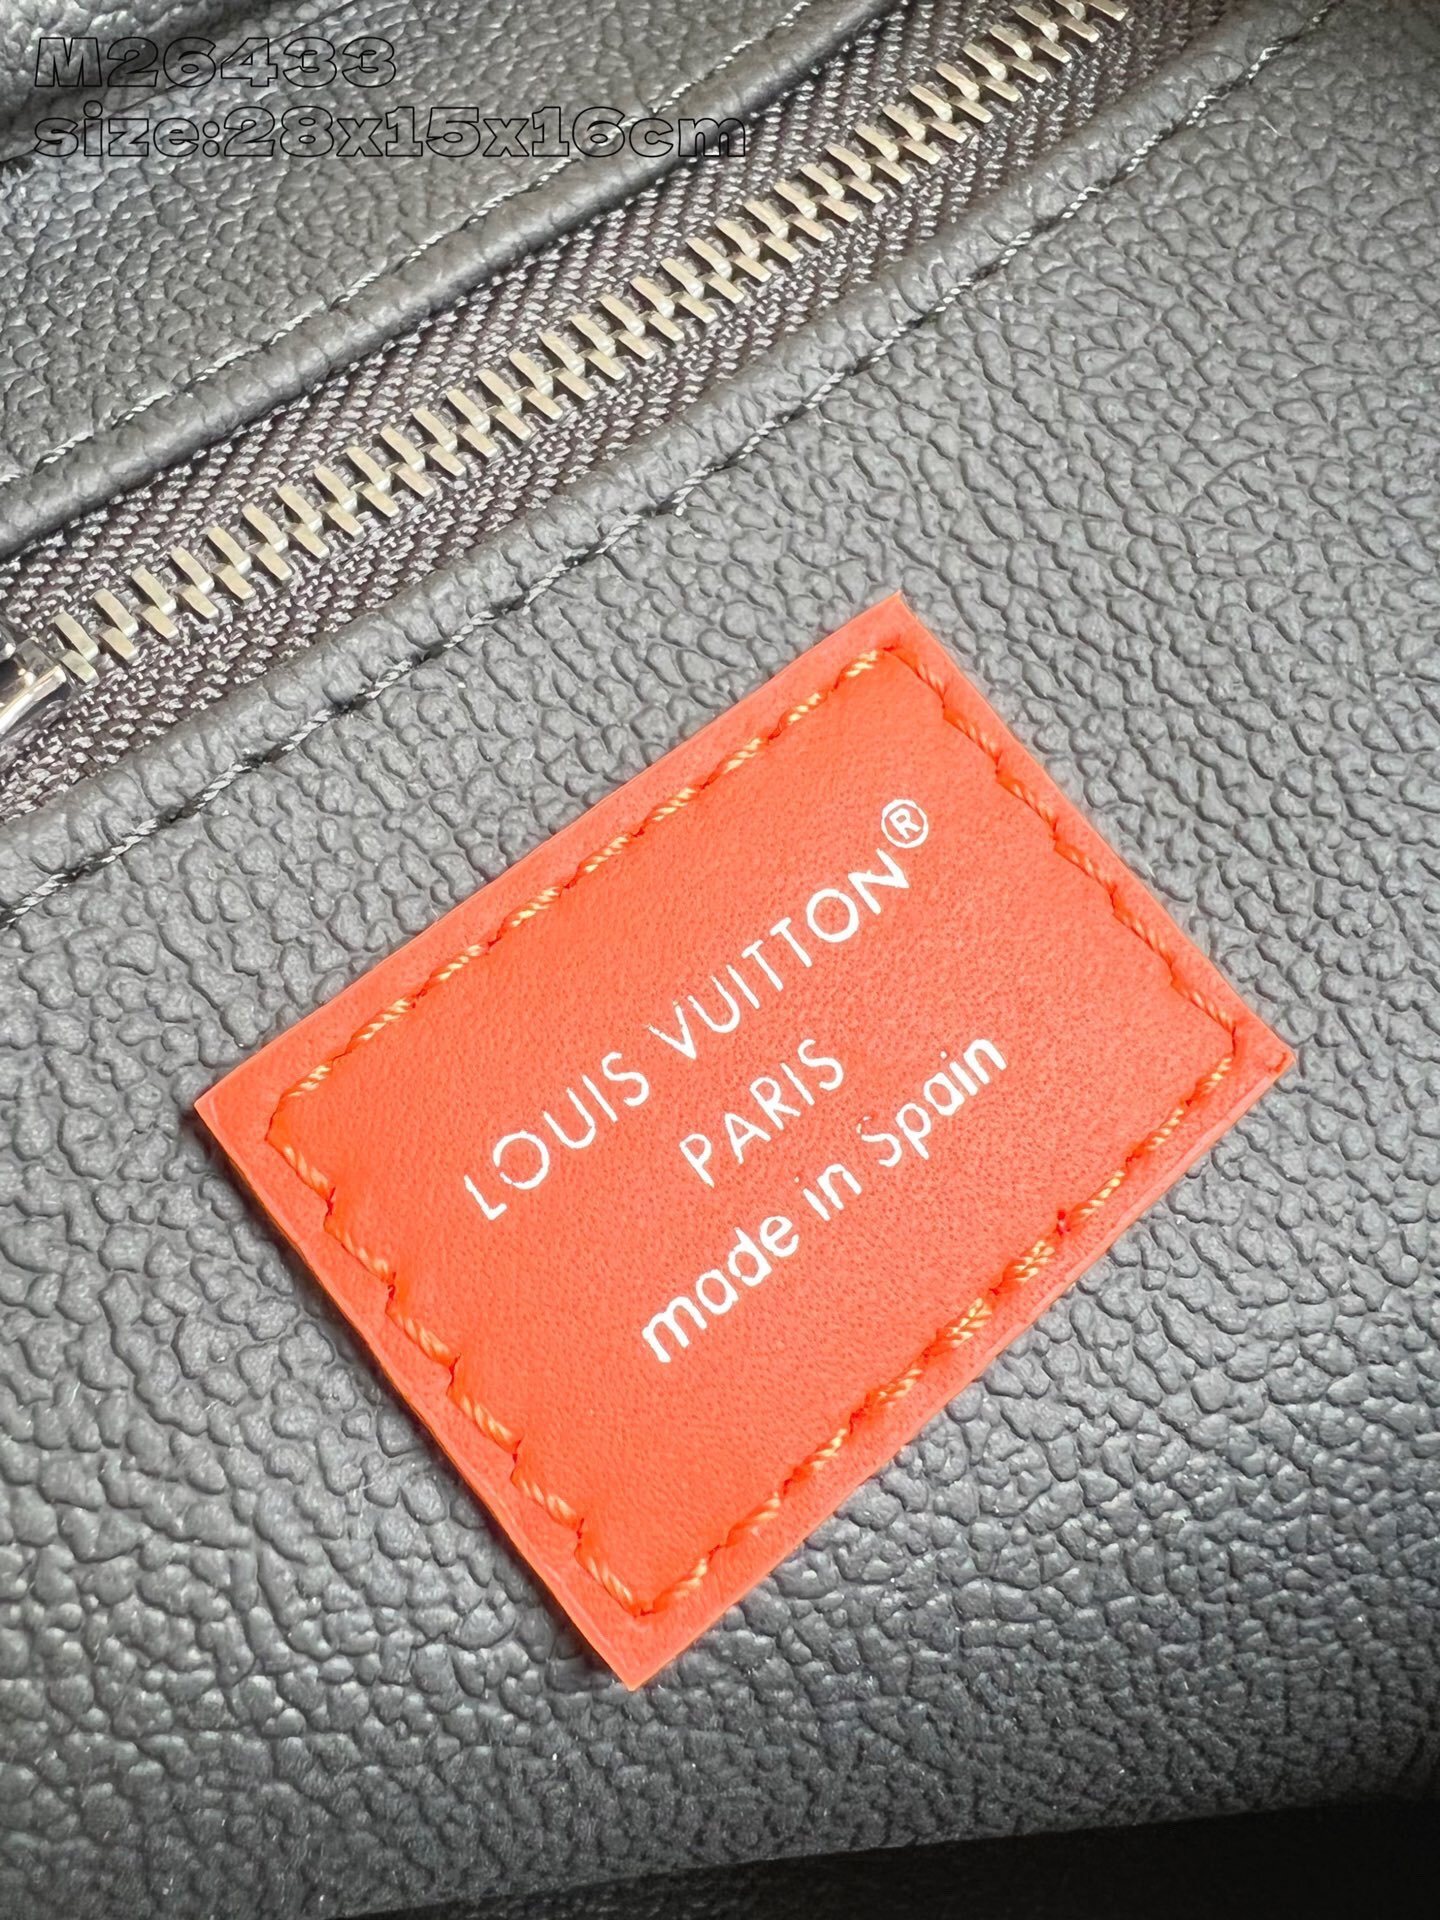 M26433
size:28x15x16cm
LOUIS VUITTON®
PARIS
made in Spain